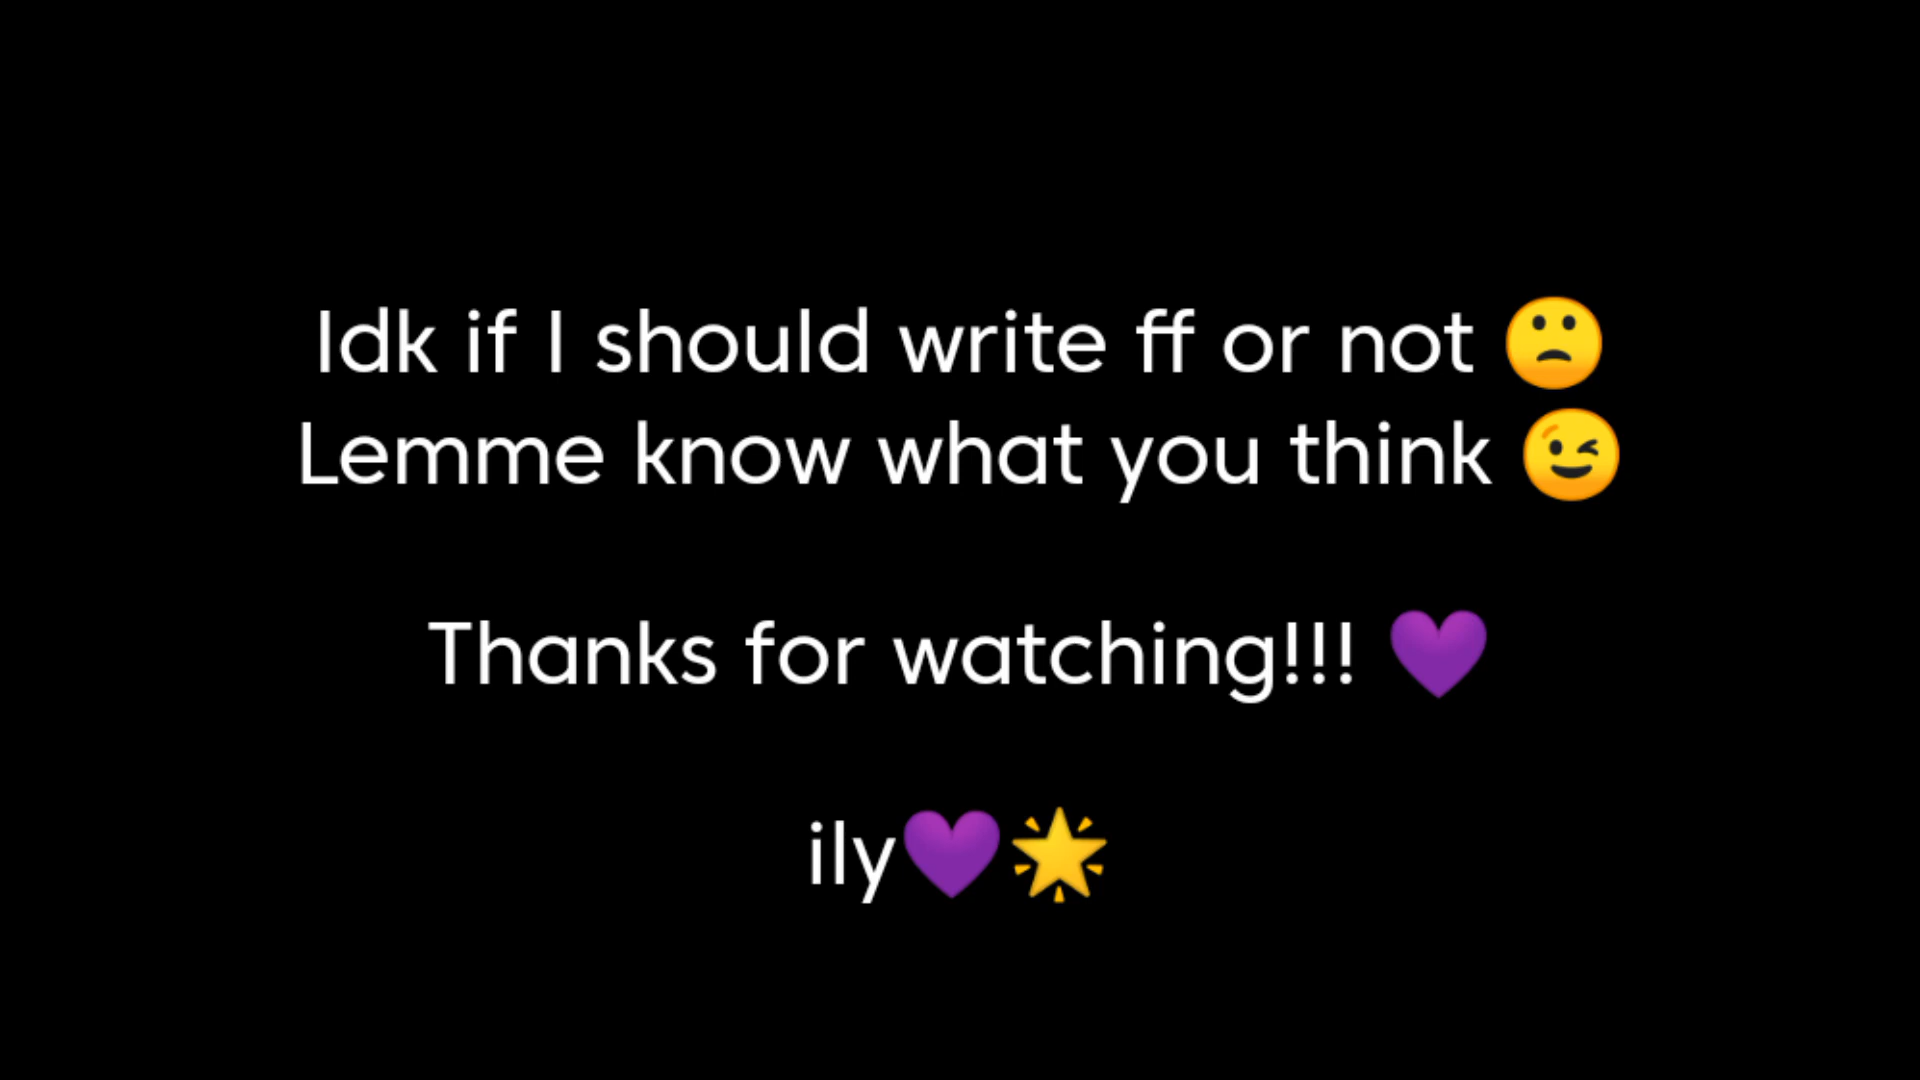 Idk if I should write ff or not 🙁
Lemme know what you think 😉
Thanks for watching!!! 💜
ily💜🌟